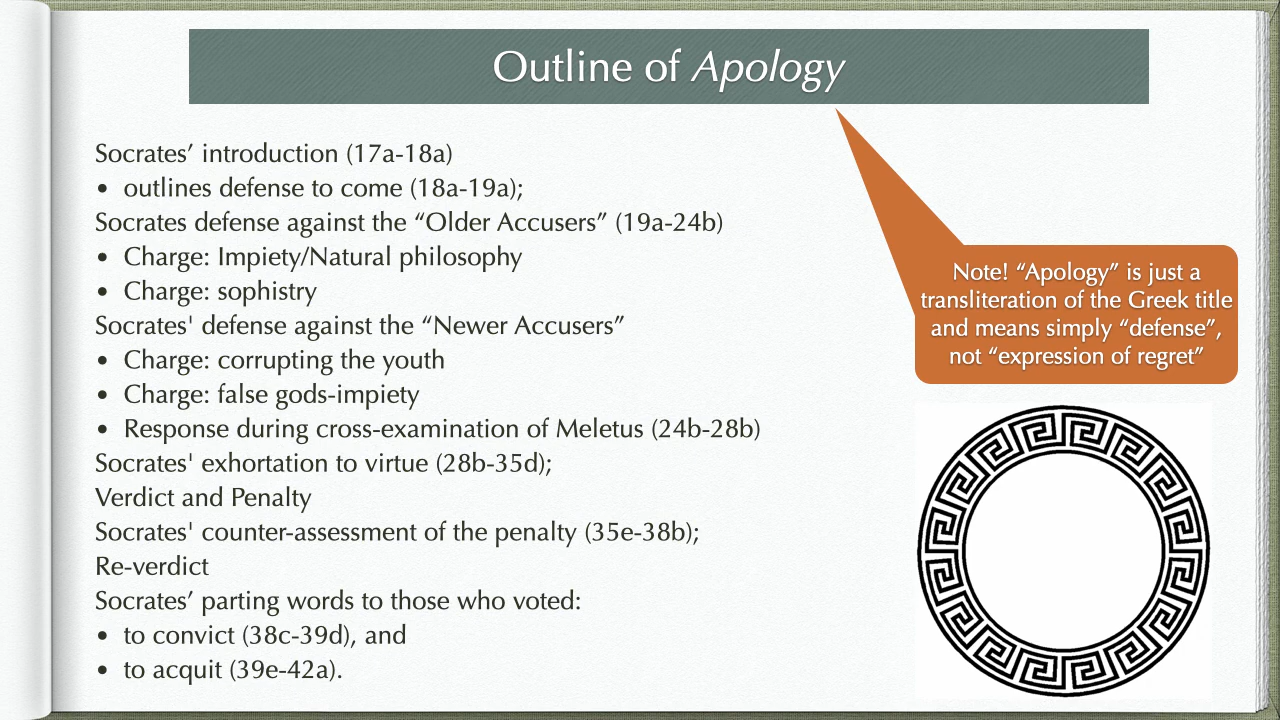 Outline of Apology
Socrates’ introduction (17a-18a)
• outlines defense to come (18a-19a);
Socrates defense against the “Older Accusers” (19a-24b)
• Charge: Impiety/Natural philosophy
• Charge: sophistry
Socrates' defense against the “Newer Accusers”
• Charge: corrupting the youth
• Charge: false gods-impiety
• Response during cross-examination of Meletus (24b-28b)
Socrates' exhortation to virtue (28b-35d);
Verdict and Penalty
Socrates' counter-assessment of the penalty (35e-38b);
Re-verdict
Socrates’ parting words to those who voted:
• to convict (38c-39d), and
• to acquit (39e-42a).
Note! “Apology” is just a
transliteration of the Greek title
and means simply “defense”,
not “expression of regret”